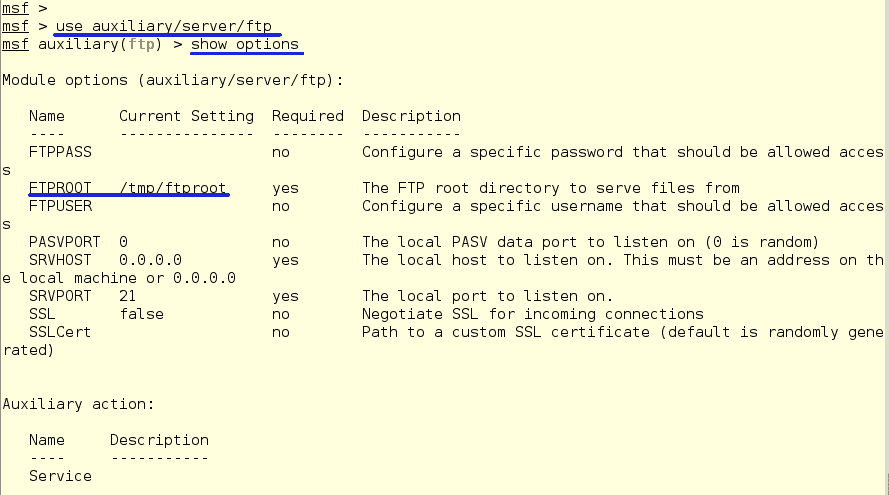 msf >
msf > use auxiliary/server/ftp
msf auxiliary(ftp) > show options
Module options (auxiliary/server/ftp):
Name Current Setting Required Description
---- --------------- -------- -----------
FTPPASS no Configure a specific password that should be allowed acces
s
FTPROOT /tmp/ftproot yes The FTP root directory to serve files from
FTPUSER no Configure a specific username that should be allowed acces
s
PASVPORT 0 no The local PASV data port to listen on (0 is random)
SRVHOST 0.0.0.0 yes The local host to listen on. This must be an address on th
e local machine or 0.0.0.0
SRVPORT 21 yes The local port to listen on.
SSL false no Negotiate SSL for incoming connections
SSLCert no Path to a custom SSL certificate (default is randomly gene
rated)
Auxiliary action:
Name Description
---- -----------
Service